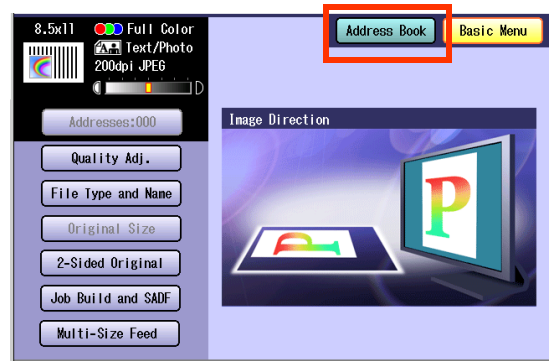 8.5x11 Full Color
Text/Photo
200dpi JPEG
D
Address Book
Basic Menu
Addresses:000
Quality Adj.
File Type and Name
Original Size
2-Sided Original
Job Build and SADF
Multi-Size Feed
Image Direction
P
P